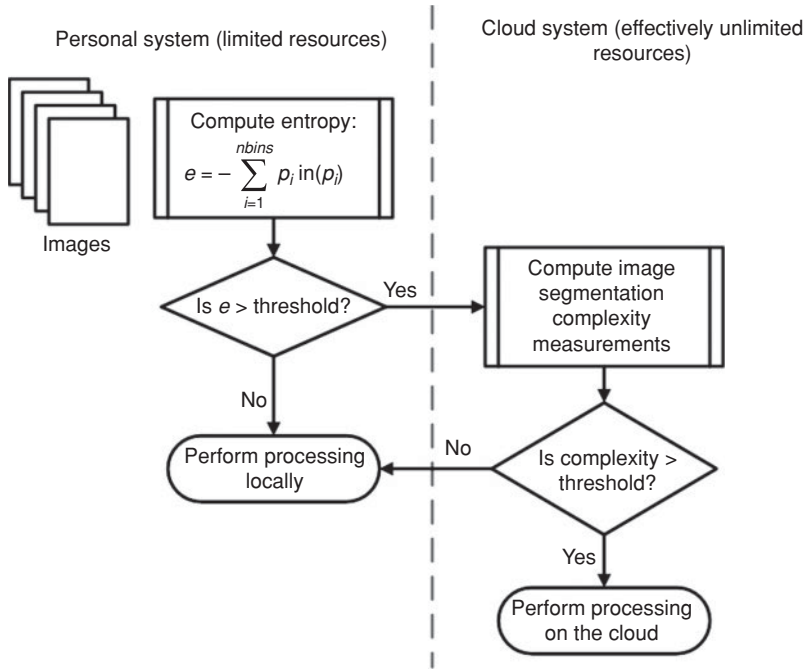 Personal system (limited resources)
Cloud system (effectively unlimited
resources)
Images
Compute entropy:
nbins
e = − ∑ pᵢ in(pᵢ)
i=1
Is e > threshold?
Yes
No
Perform processing
locally
Compute image
segmentation
complexity
measurements
Is complexity >
threshold?
No
Yes
Perform processing
on the cloud